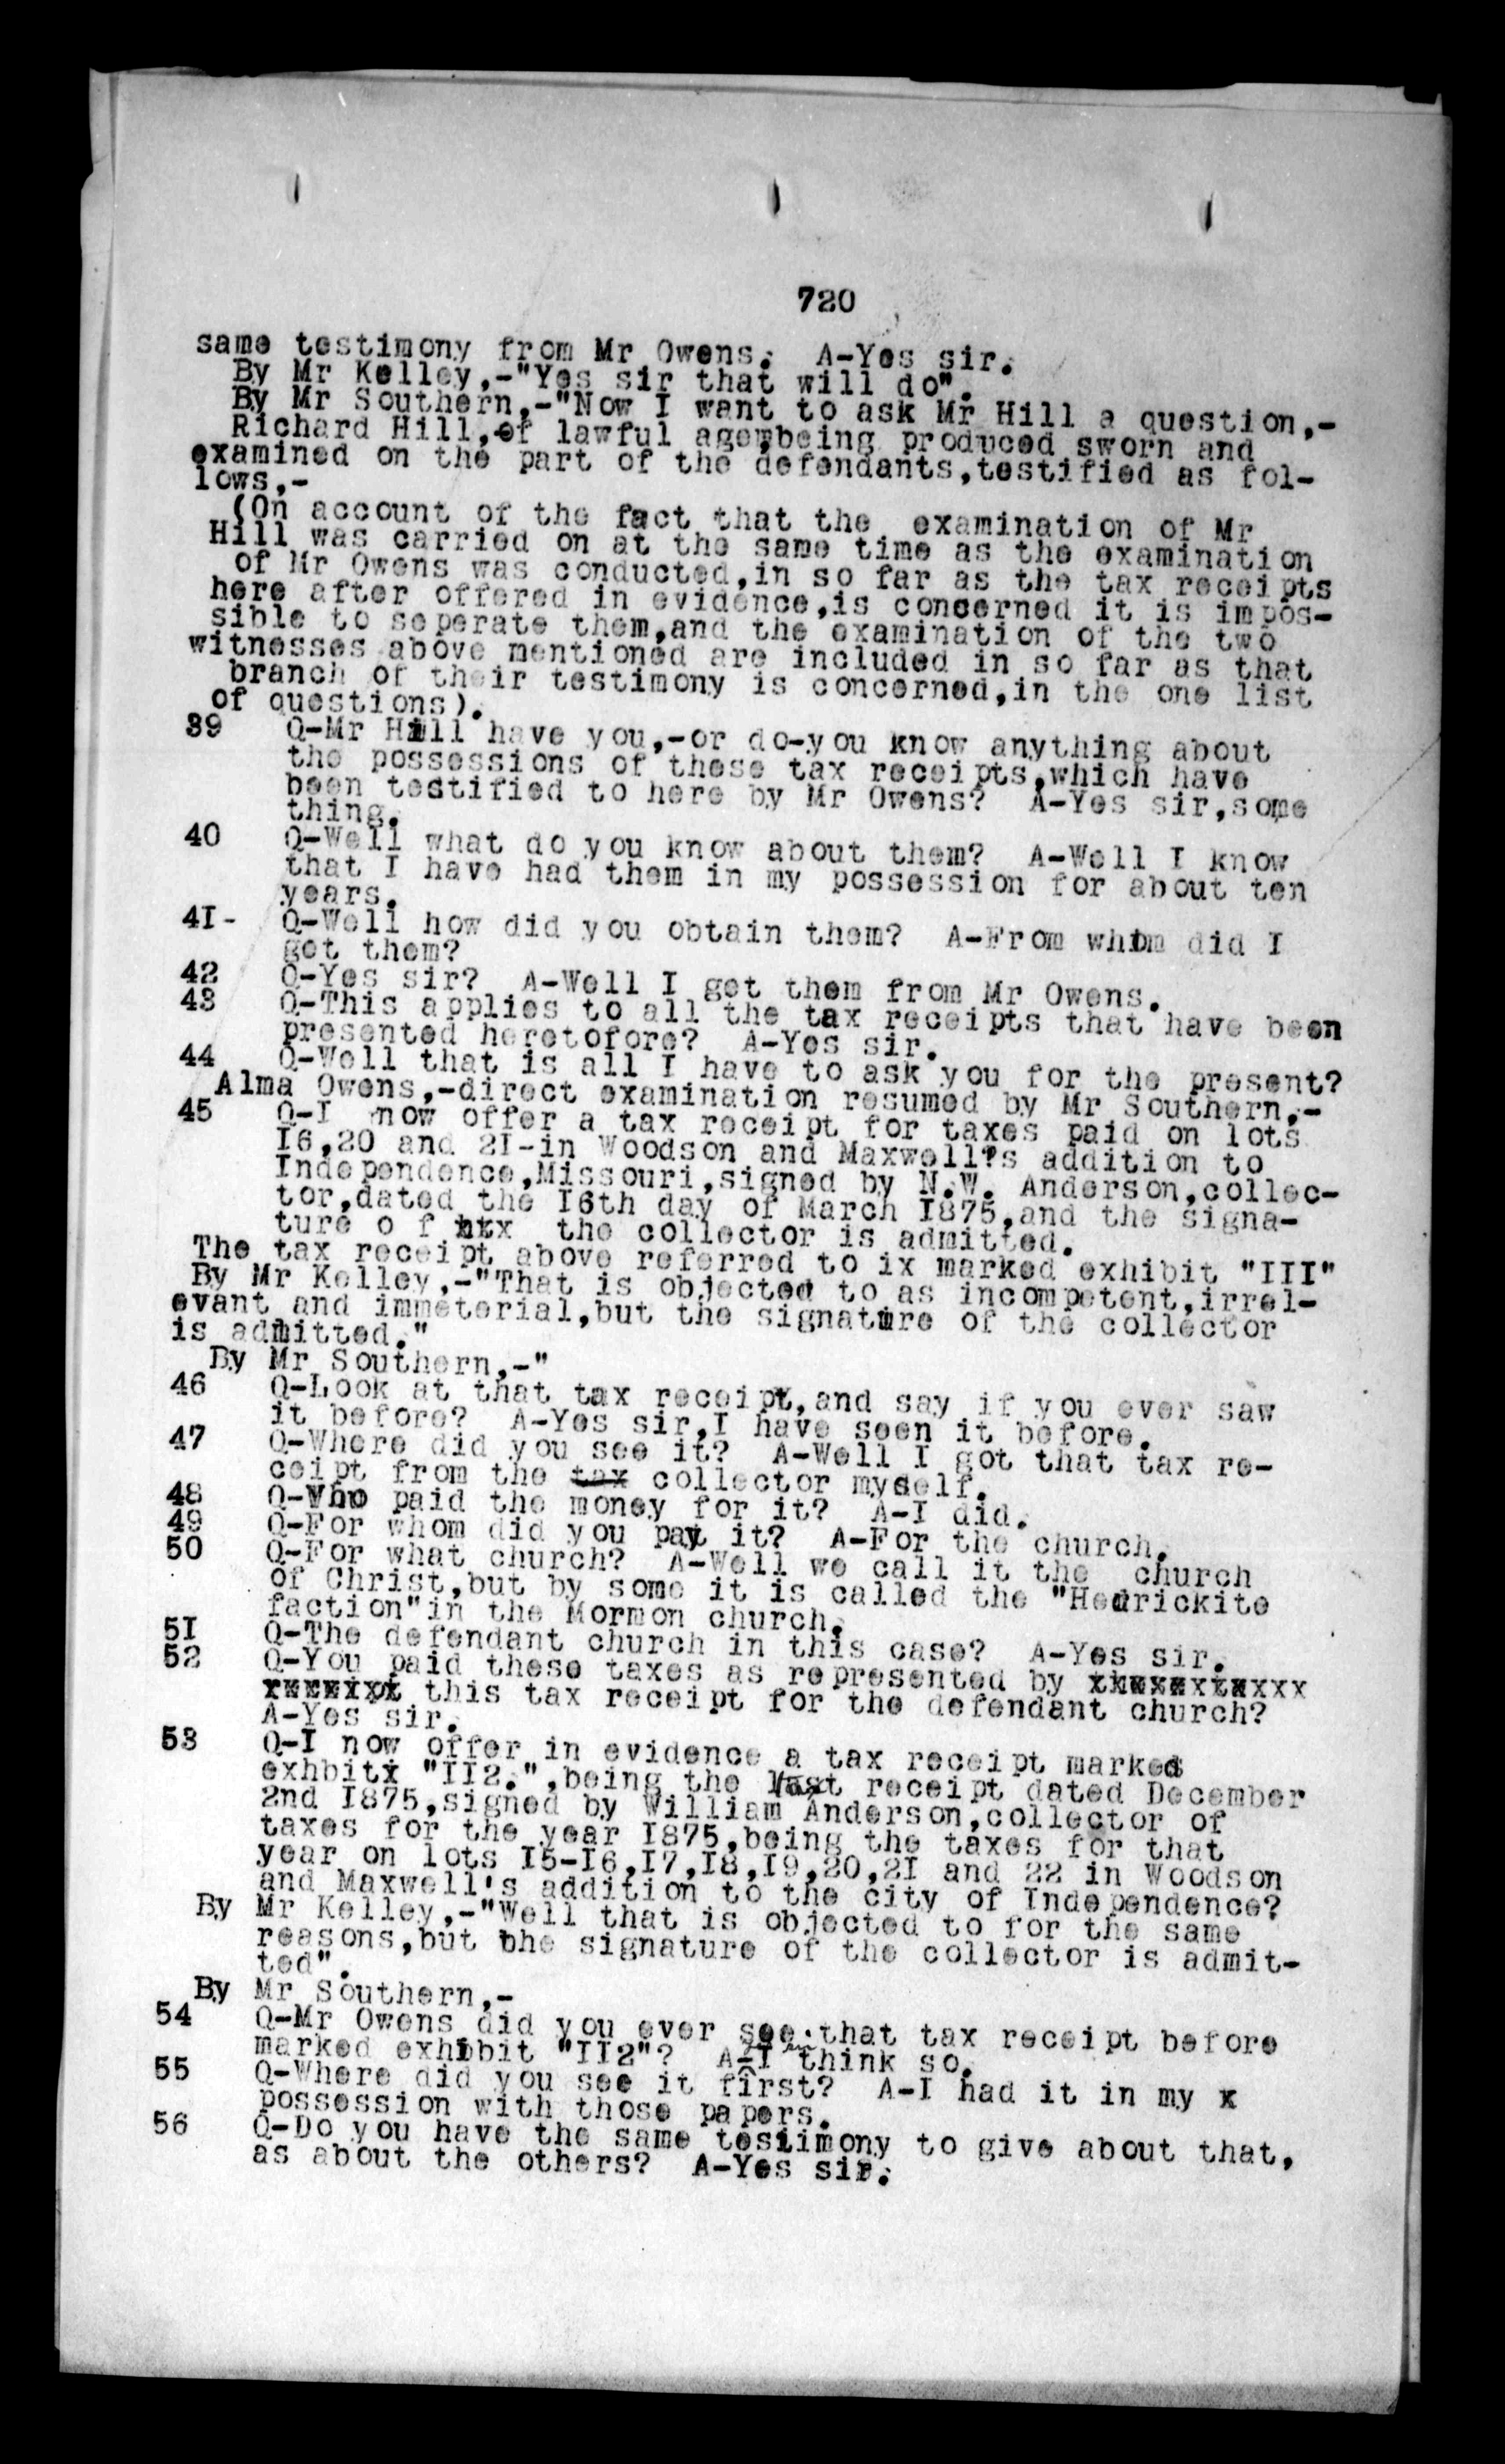 720
same testimony from Mr Owens. A-Yes sir.
By Mr Kelley,-"Yes sir that will do".
By Mr Southern,-"Now I want to ask Mr Hill a question,-
Richard Hill,of lawful age,being produced sworn and
examined on the part of the defendants,testified as fol-
lows,-
(On account of the fact that the examination of Mr
Hill was carried on at the same time as the examination
of Mr Owens was conducted,in so far as the tax receipts
here after offered in evidence,is concerned it is impos-
sible to seperate them,and the examination of the two
witnesses above mentioned are included in so far as that
branch of their testimony is concerned,in the one list
of questions).
39 Q-Mr Hill have you,-or do-you know anything about
the possessions of these tax receipts,which have
been testified to here by Mr Owens? A-Yes sir,some
thing.
40 Q-Well what do you know about them? A-Well I know
that I have had them in my possession for about ten
years.
4I- Q-Well how did you obtain them? A-From whom did I
get them?
42 Q-Yes sir? A-Well I got them from Mr Owens.
43 Q-This applies to all the tax receipts that have been
presented heretofore? A-Yes sir.
44 Q-Well that is all I have to ask you for the present?
Alma Owens,-direct examination resumed by Mr Southern,-
45 Q-I now offer a tax receipt for taxes paid on lots
I6,20 and 2I-in Woodson and Maxwell's addition to
Independence,Missouri,signed by N.W. Anderson,collec-
tor,dated the I6th day of March I875,and the signa-
ture o f the collector is admitted.
The tax receipt above referred to ix marked exhibit "III"
By Mr Kelley,-"That is objected to as incompetent,irrel-
evant and immeterial,but the signature of the collector
is admitted."
By Mr Southern,-"
46 Q-Look at that tax receipt,and say if you ever saw
it before? A-Yes sir,I have seen it before.
47 Q-Where did you see it? A-Well I got that tax re-
ceipt from the tax collector myself.
48 Q-Who paid the money for it? A-I did.
49 Q-For whom did you pay it? A-For the church.
50 Q-For what church? A-Well we call it the church
of Christ,but by some it is called the "Hedrickite
faction"in the Mormon church.
5I Q-The defendant church in this case? A-Yes sir.
52 Q-You paid these taxes as represented by
this tax receipt for the defendant church?
A-Yes sir.
53 Q-I now offer in evidence a tax receipt marked
exhbit "II2.",being the last receipt dated December
2nd I875,signed by William Anderson,collector of
taxes for the year I875,being the taxes for that
year on lots I5-I6,I7,I8,I9,20,2I and 22 in Woodson
and Maxwell's addition to the city of Independence?
By Mr Kelley,-"Well that is objected to for the same
reasons,but the signature of the collector is admit-
ted".
By Mr Southern,-
54 Q-Mr Owens did you ever see that tax receipt before
marked exhibit "II2"? A-I think so.
55 Q-Where did you see it first? A-I had it in my x
possession with those papers.
56 Q-Do you have the same testimony to give about that,
as about the others? A-Yes sir.